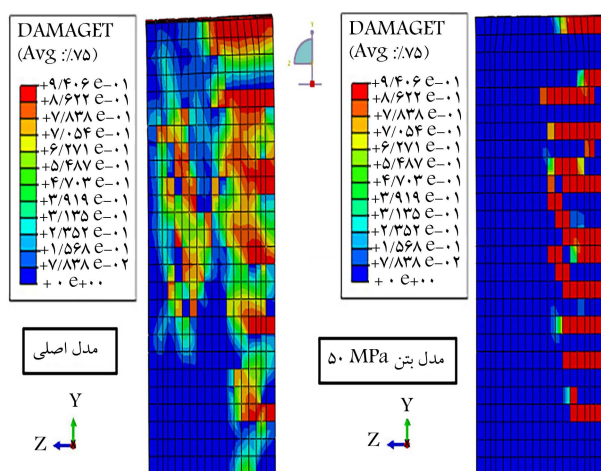 DAMAGET
(Avg :٪۷۵)
+۹/۴۰۶ e-۰۱
+۸/۶۲۲ e-۰۱
+۷/۸۳۸ e-۰۱
+۷/۰۵۴ e-۰۱
+۶/۲۷۱ e-۰۱
+۵/۴۸۷ e-۰۱
+۴/۷۰۳ e-۰۱
+۳/۹۱۹ e-۰۱
+۳/۱۳۵ e-۰۱
+۲/۳۵۲ e-۰۱
+۱/۵۶۸ e-۰۱
+۷/۸۳۸ e-۰۲
+ ۰ e+۰۰
مدل اصلی
Y
Z
Y
Z
DAMAGET
(Avg :٪۷۵)
+۹/۴۰۶ e-۰۱
+۸/۶۲۲ e-۰۱
+۷/۸۳۸ e-۰۱
+۷/۰۵۴ e-۰۱
+۶/۲۷۱ e-۰۱
+۵/۴۸۷ e-۰۱
+۴/۷۰۳ e-۰۱
+۳/۹۱۹ e-۰۱
+۳/۱۳۵ e-۰۱
+۲/۳۵۲ e-۰۱
+۱/۵۶۸ e-۰۱
+۷/۸۳۸ e-۰۲
+ ۰ e+۰۰
مدل بتن ۵۰ MPa
Y
Z